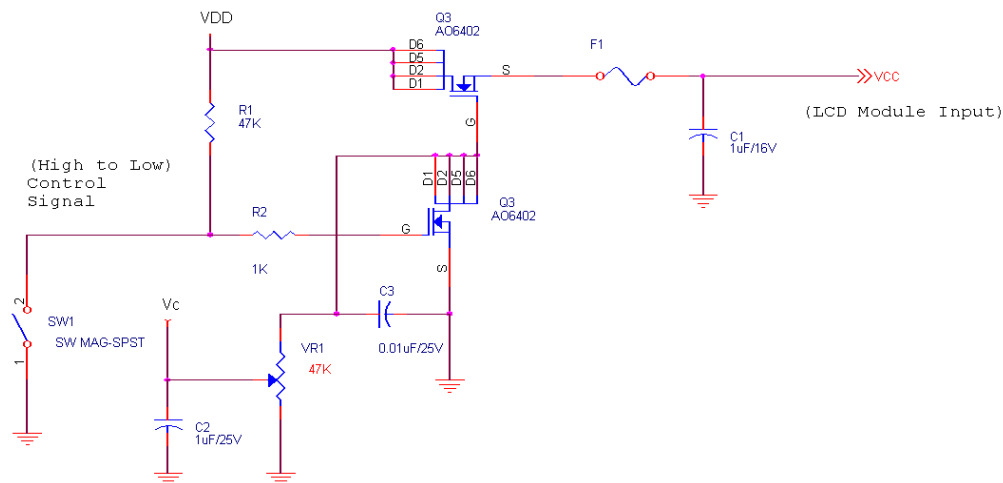 VDD
Q3
AO6402
D6
D5
D2
D1
S
G
F1
VCC
(LCD Module Input)
C1
1uF/16V
R1
47K
(High to Low)
Control
Signal
R2
1K
D1
D2
D5
D6
Q3
AO6402
G
S
2
SW1
SW MAG-SPST
1
Vc
C3
0.01uF/25V
VR1
47K
C2
1uF/25V